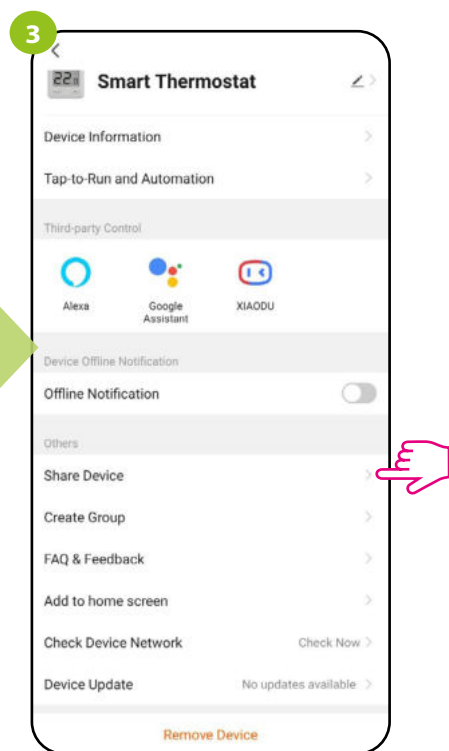 3
22
Smart Thermostat
Device Information
Tap-to-Run and Automation
Third-party Control
Alexa
Google
Assistant
XIAODU
Device Offline Notification
Offline Notification
Others
Share Device
Create Group
FAQ & Feedback
Add to home screen
Check Device Network
Check Now
Device Update
No updates available
Remove Device